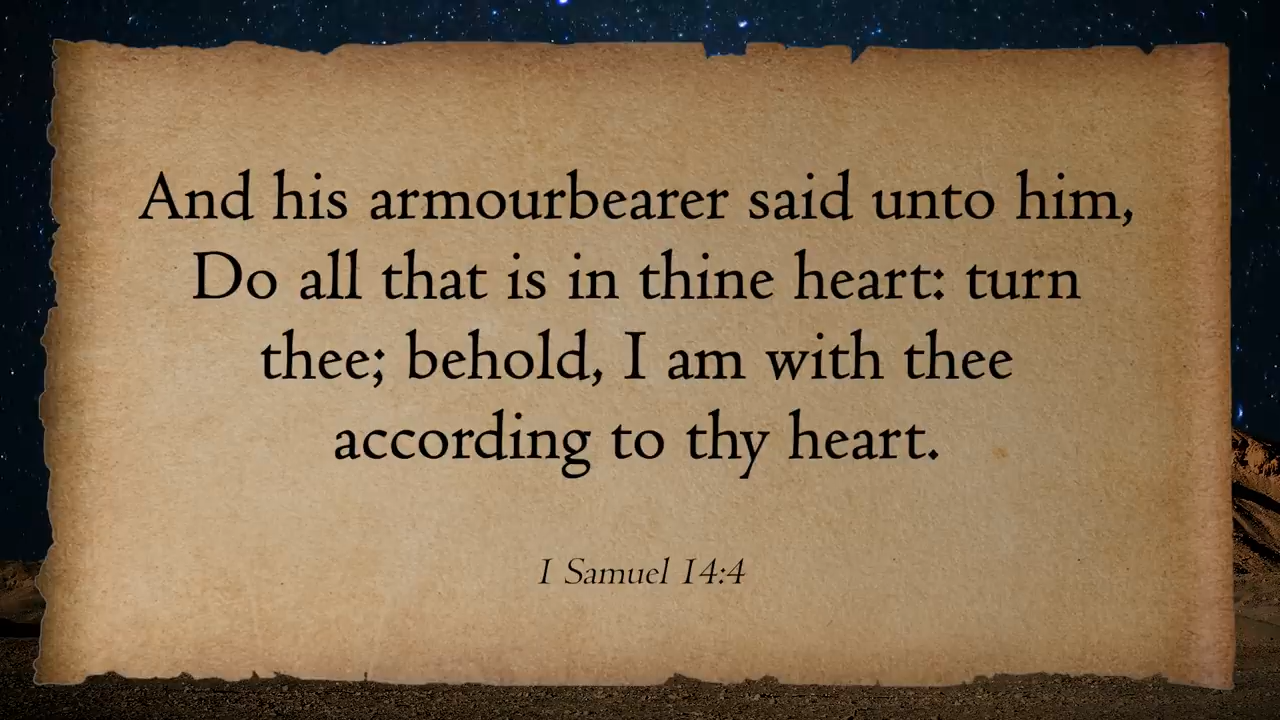 And his armourbearer said unto him,
Do all that is in thine heart: turn
thee; behold, I am with thee
according to thy heart.
1 Samuel 14:4